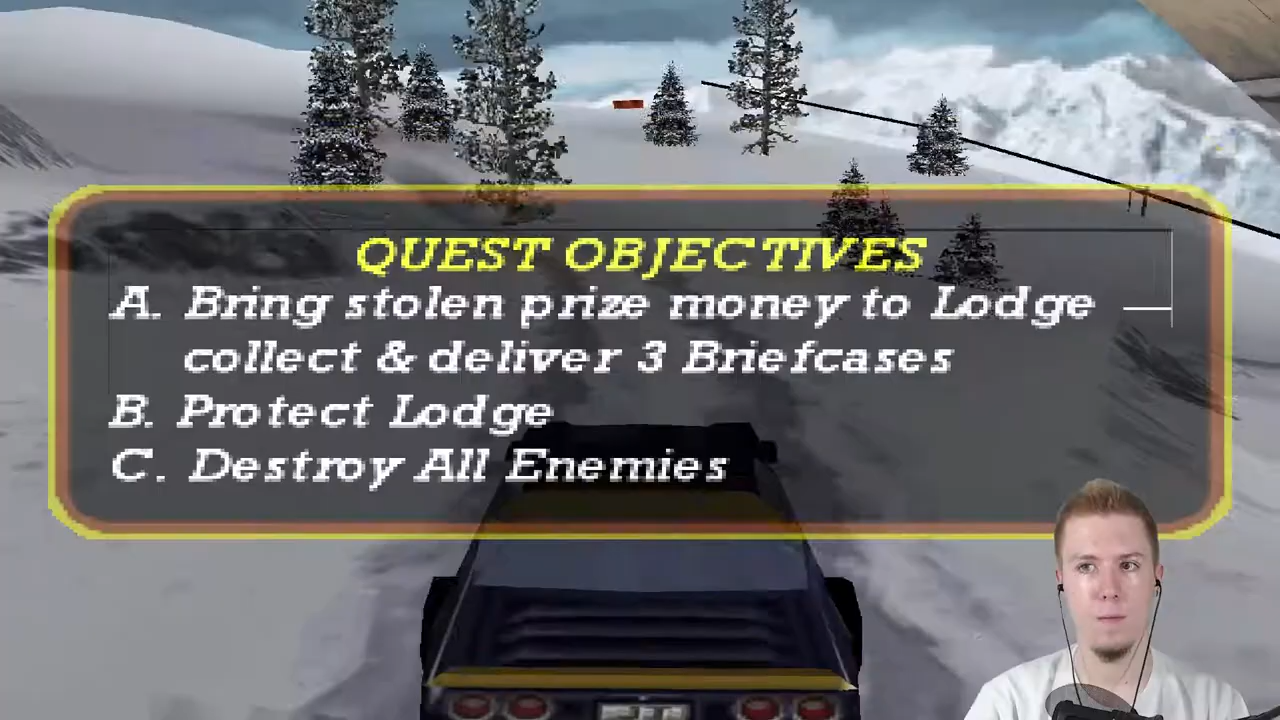 QUEST OBJECTIVES
A. Bring stolen prize money to Lodge
collect & deliver 3 Briefcases
B. Protect Lodge
C. Destroy All Enemies